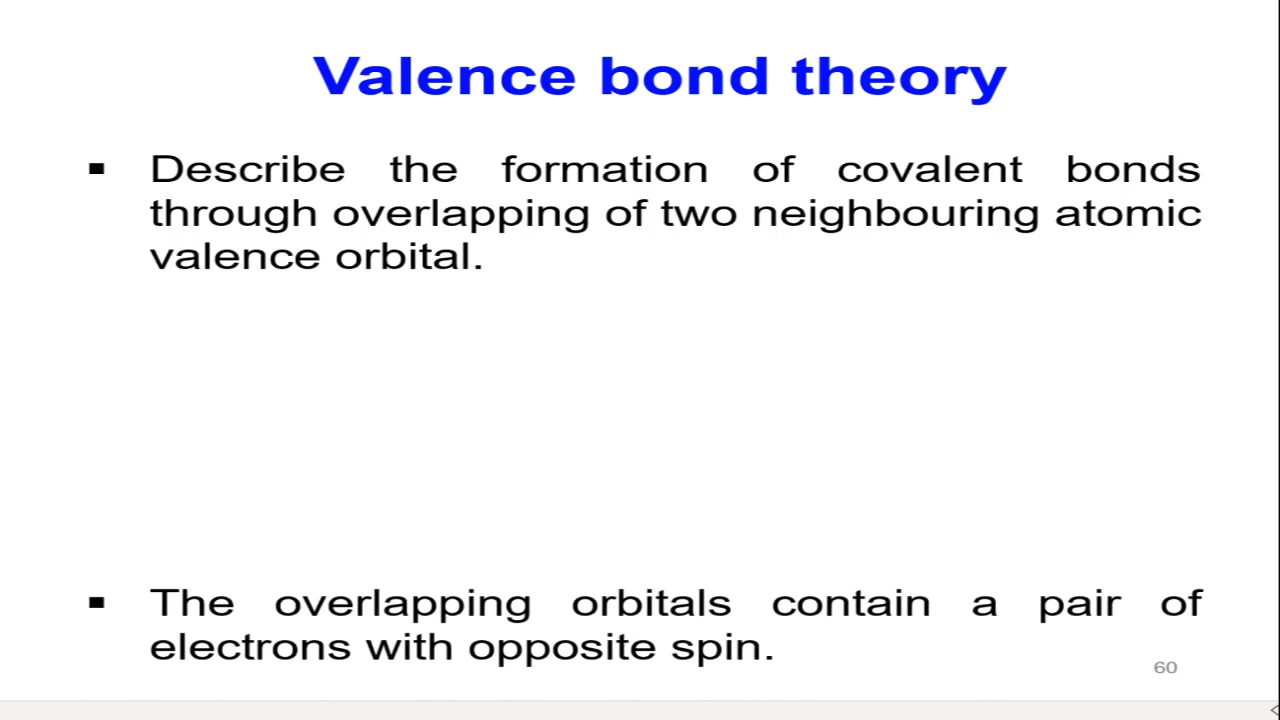 Valence bond theory
▪ Describe the formation of covalent bonds
through overlapping of two neighbouring atomic
valence orbital.
▪ The overlapping orbitals contain a pair of
electrons with opposite spin.
60